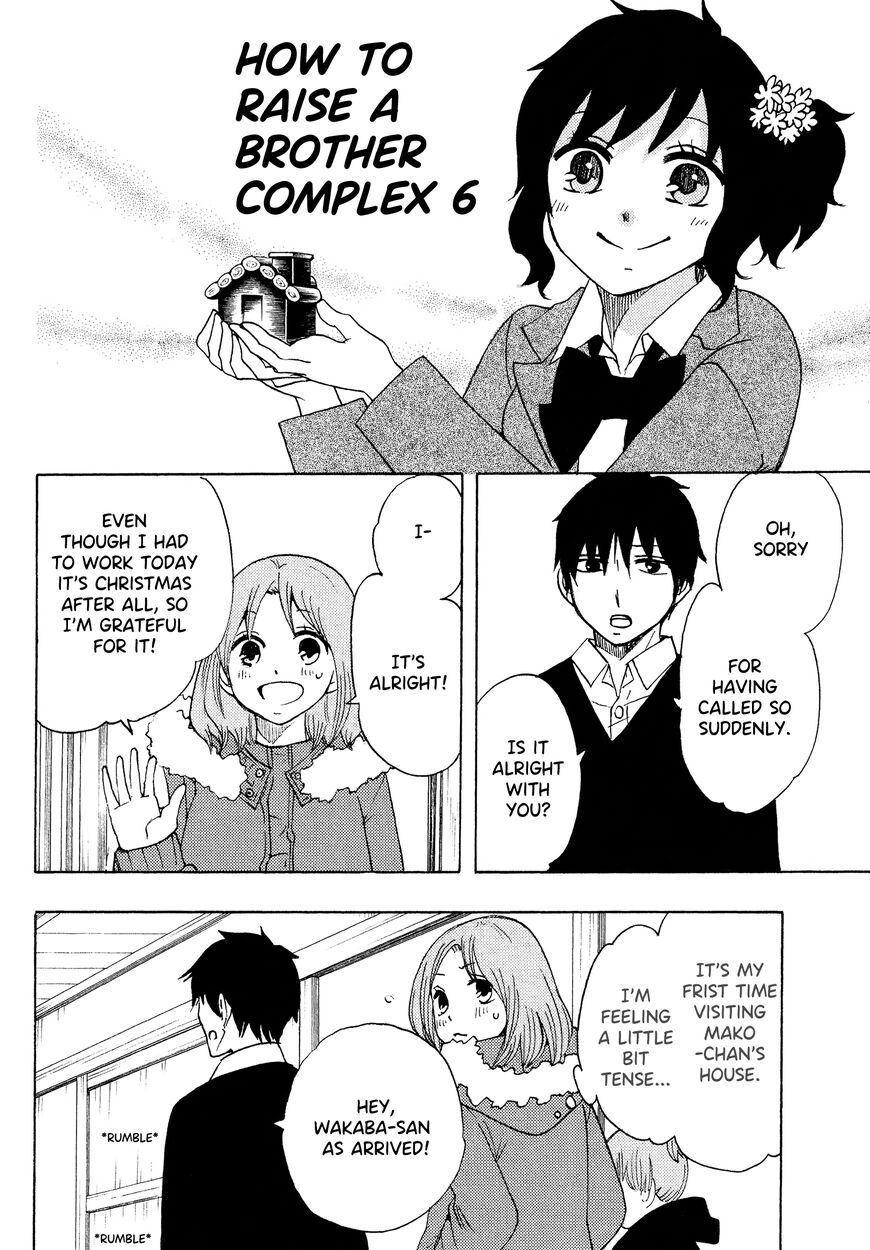 HOW TO
RAISE A
BROTHER
COMPLEX 6
OH,
SORRY
FOR
HAVING
CALLED SO
SUDDENLY.
IS IT
ALRIGHT
WITH
YOU?
I-
IT'S
ALRIGHT!
EVEN
THOUGH I HAD
TO WORK TODAY
IT'S CHRISTMAS
AFTER ALL, SO
I'M GRATEFUL
FOR IT!
IT'S MY
FRIST TIME
VISITING
MAKO
-CHAN'S
HOUSE.
I'M
FEELING
A LITTLE
BIT
TENSE...
HEY,
WAKABA-SAN
AS ARRIVED!
*RUMBLE*
*RUMBLE*